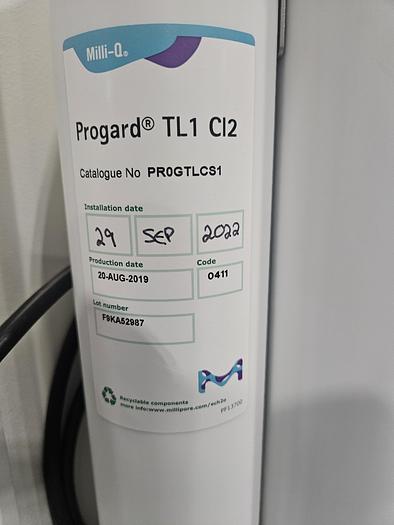 Milli-Q®
Progard® TL1 Cl2
Catalogue No PR0GTLCS1
Installation date
29 SEP 2022
Production date Code
20-AUG-2019 0411
Lot number
F9KA52987
M
Recyclable components
more info:www.millipore.com/ech2o
PF13700